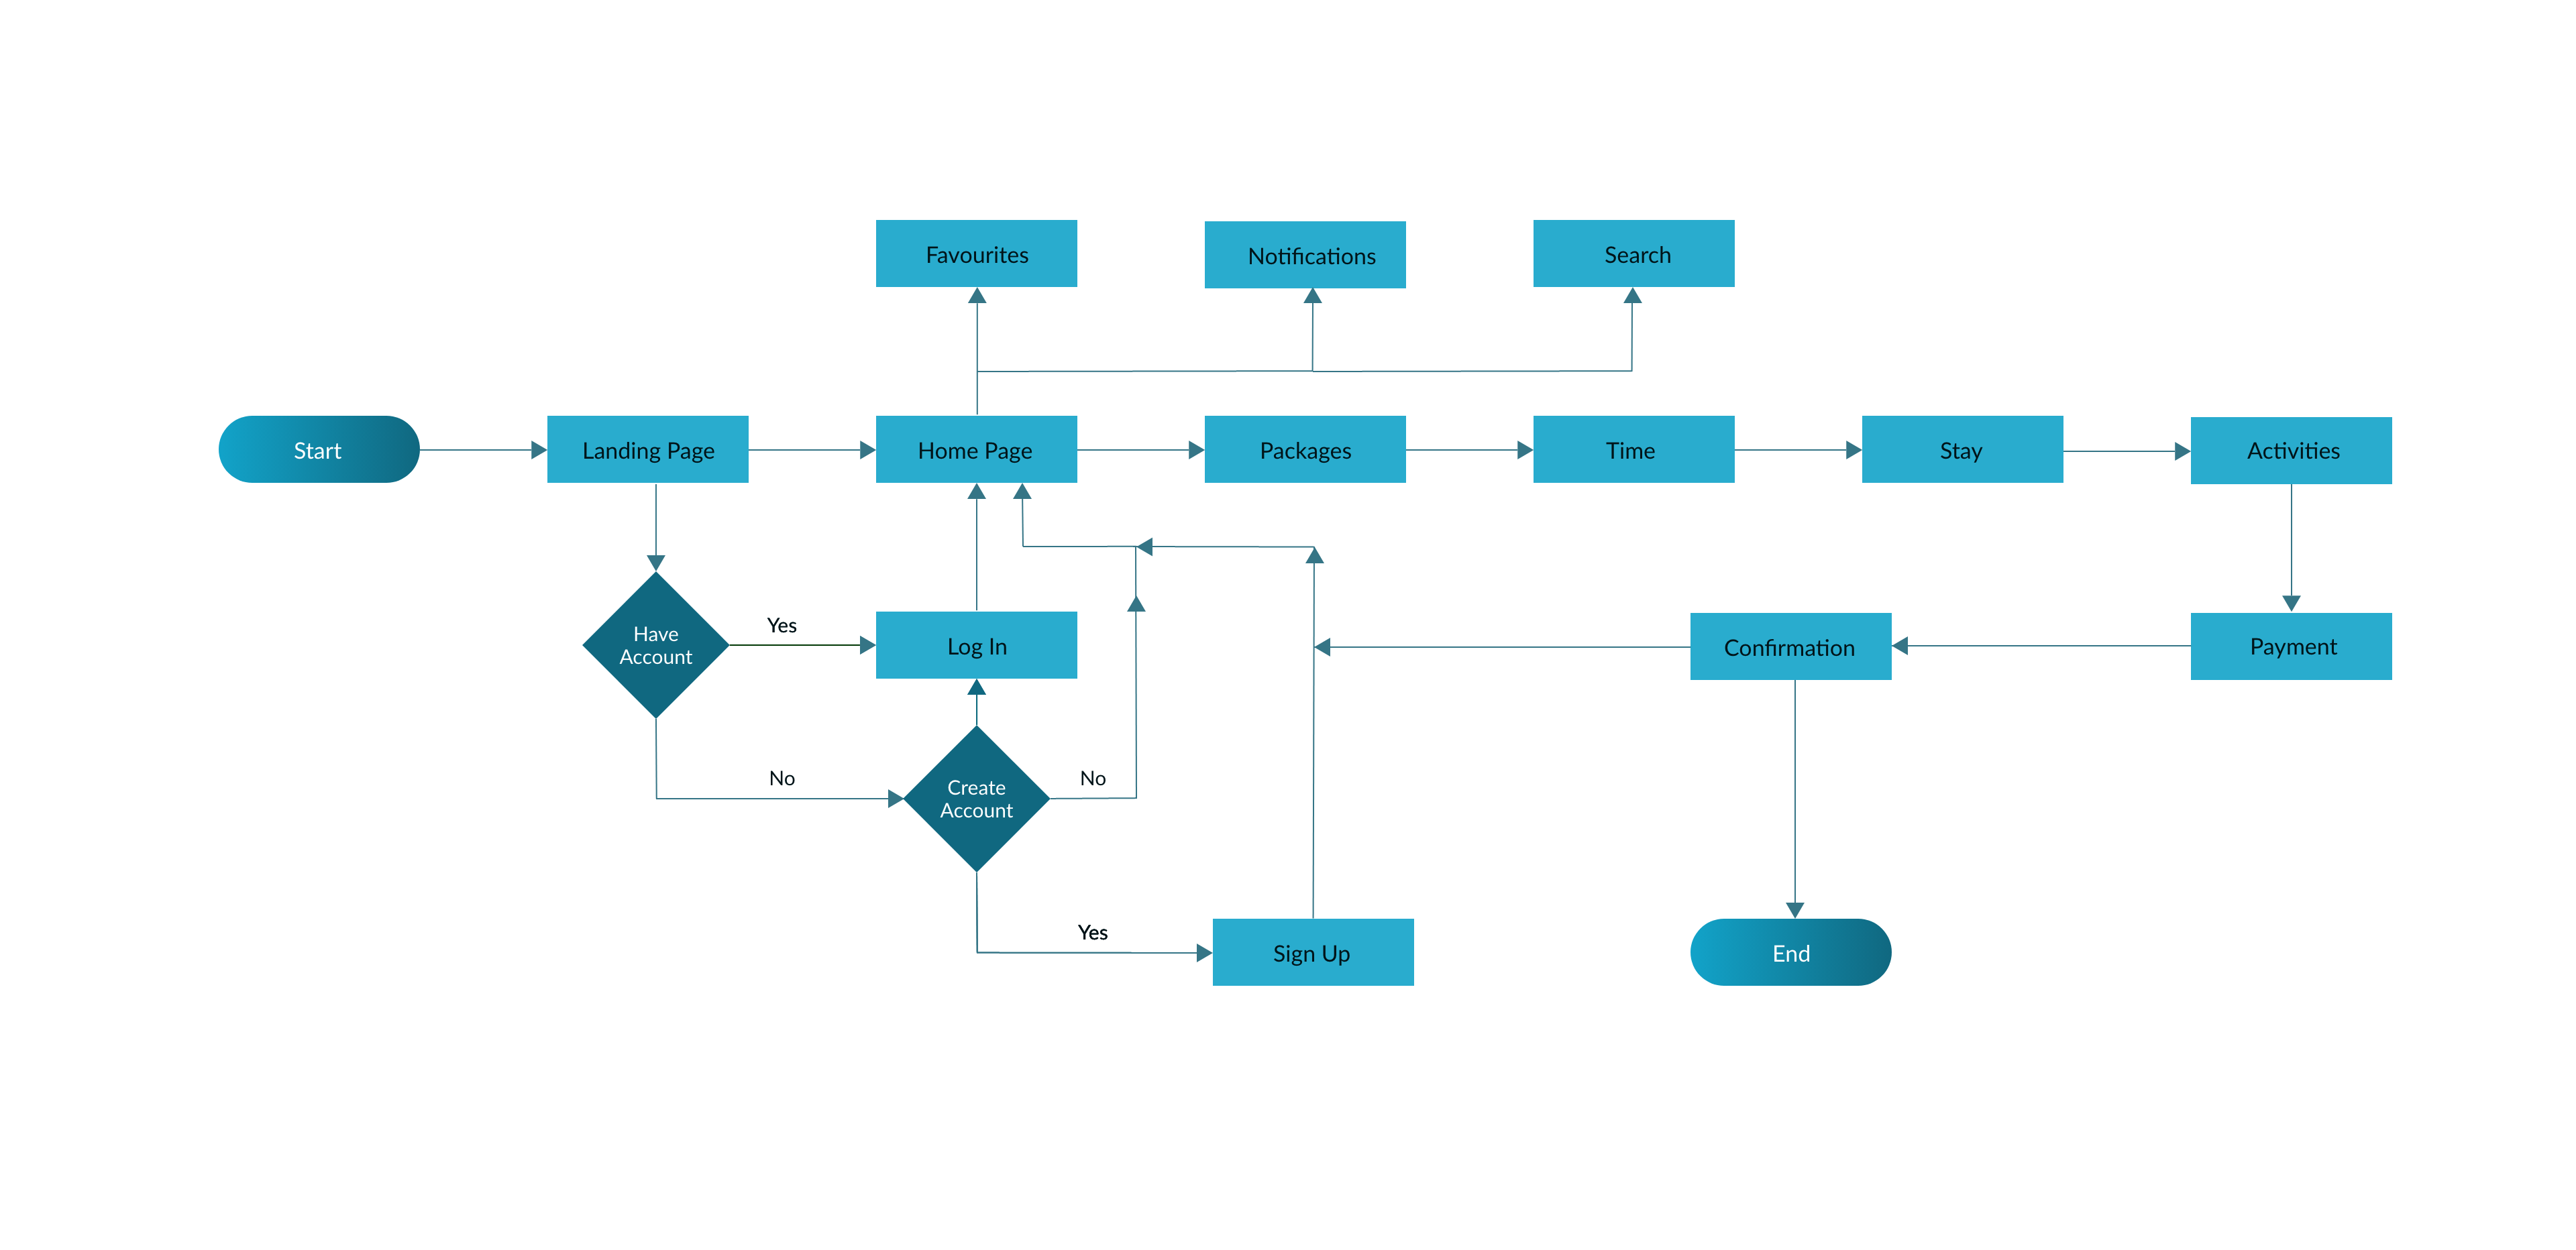 Favourites
Notifications
Search
Start
Landing Page
Home Page
Packages
Time
Stay
Activities
Have
Account
Yes
Log In
Confirmation
Payment
No
Create
Account
No
Yes
Sign Up
End